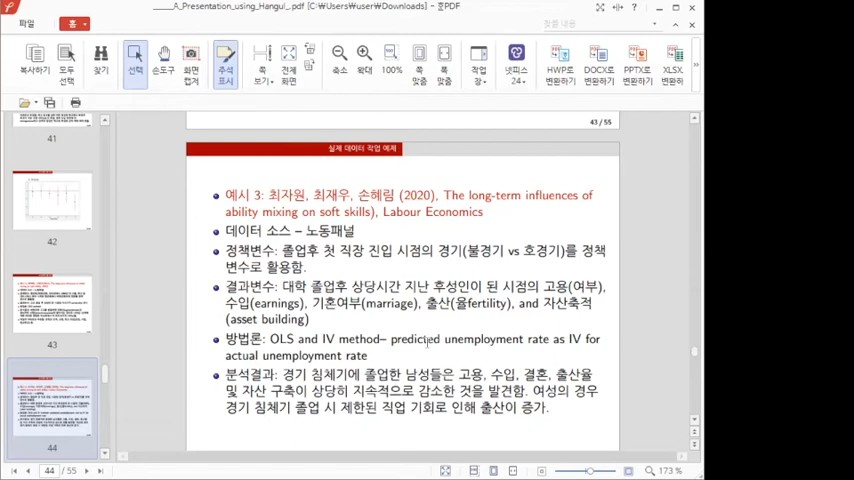 _____A_Presentation_using_Hangul_.pdf [C:\Users\user\Downloads] - 한PDF
파일
홈
찾을 내용
복사하기
모두 선택
찾기
선택
손도구
화면 캡처
주석 표시
쪽 보기
전체 화면
축소
확대
100%
쪽 맞춤
폭 맞춤
작업 창
넷피스 24
HWP로 변환하기
DOCX로 변환하기
PPTX로 변환하기
XLSX로 변환하
41
42
43
44
43 / 55
실제 데이터 작업 예제
예시 3: 최자원, 최재우, 손혜림 (2020), The long-term influences of
ability mixing on soft skills), Labour Economics
데이터 소스 – 노동패널
정책변수: 졸업후 첫 직장 진입 시점의 경기(불경기 vs 호경기)를 정책
변수로 활용함.
결과변수: 대학 졸업후 상당시간 지난 후성인이 된 시점의 고용(여부),
수입(earnings), 기혼여부(marriage), 출산(율fertility), and 자산축적
(asset building)
방법론: OLS and IV method– predicted unemployment rate as IV for
actual unemployment rate
분석결과: 경기 침체기에 졸업한 남성들은 고용, 수입, 결혼, 출산율
및 자산 구축이 상당히 지속적으로 감소한 것을 발견함. 여성의 경우
경기 침체기 졸업 시 제한된 직업 기회로 인해 출산이 증가.
44 / 55
173 %